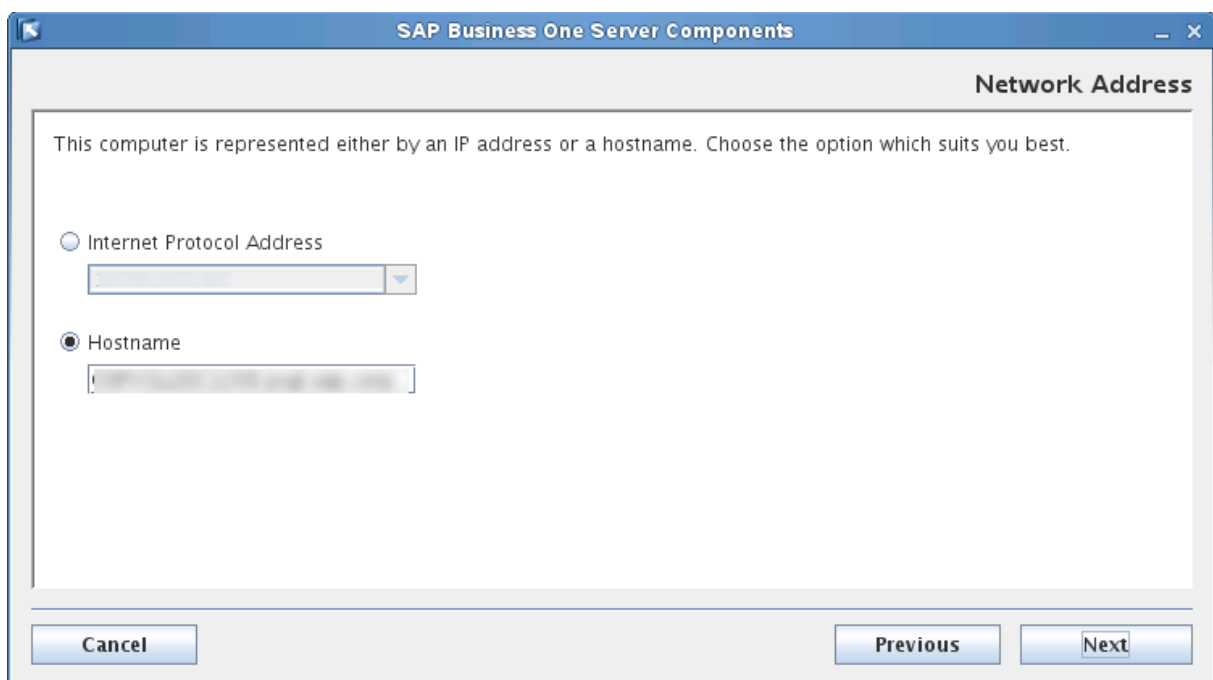 SAP Business One Server Components
Network Address
This computer is represented either by an IP address or a hostname. Choose the option which suits you best.
Internet Protocol Address
Hostname
Cancel
Previous
Next